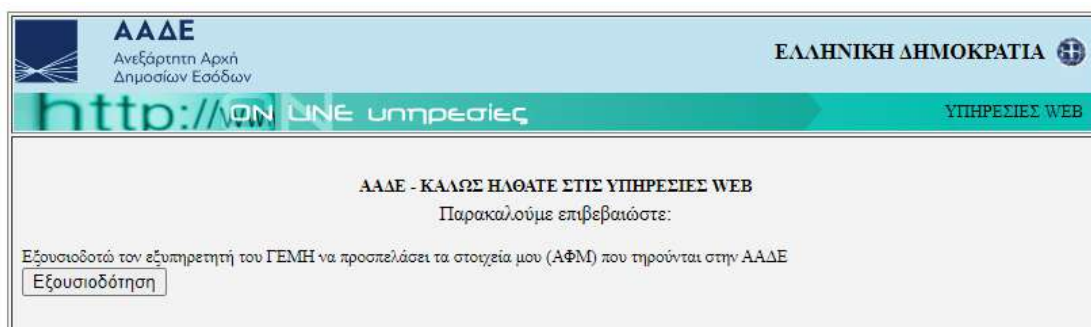 ΑΑΔΕ
Ανεξάρτητη Αρχή
Δημοσίων Εσόδων
ΕΛΛΗΝΙΚΗ ΔΗΜΟΚΡΑΤΙΑ
http://www
ON LINE υπηρεσίες
ΥΠΗΡΕΣΙΕΣ WEB
ΑΑΔΕ - ΚΑΛΩΣ ΗΛΘΑΤΕ ΣΤΙΣ ΥΠΗΡΕΣΙΕΣ WEB
Παρακαλούμε επιβεβαιώστε:
Εξουσιοδοτώ τον εξυπηρετητή του ΓΕΜΗ να προσπελάσει τα στοιχεία μου (ΑΦΜ) που τηρούνται στην ΑΑΔΕ
Εξουσιοδότηση